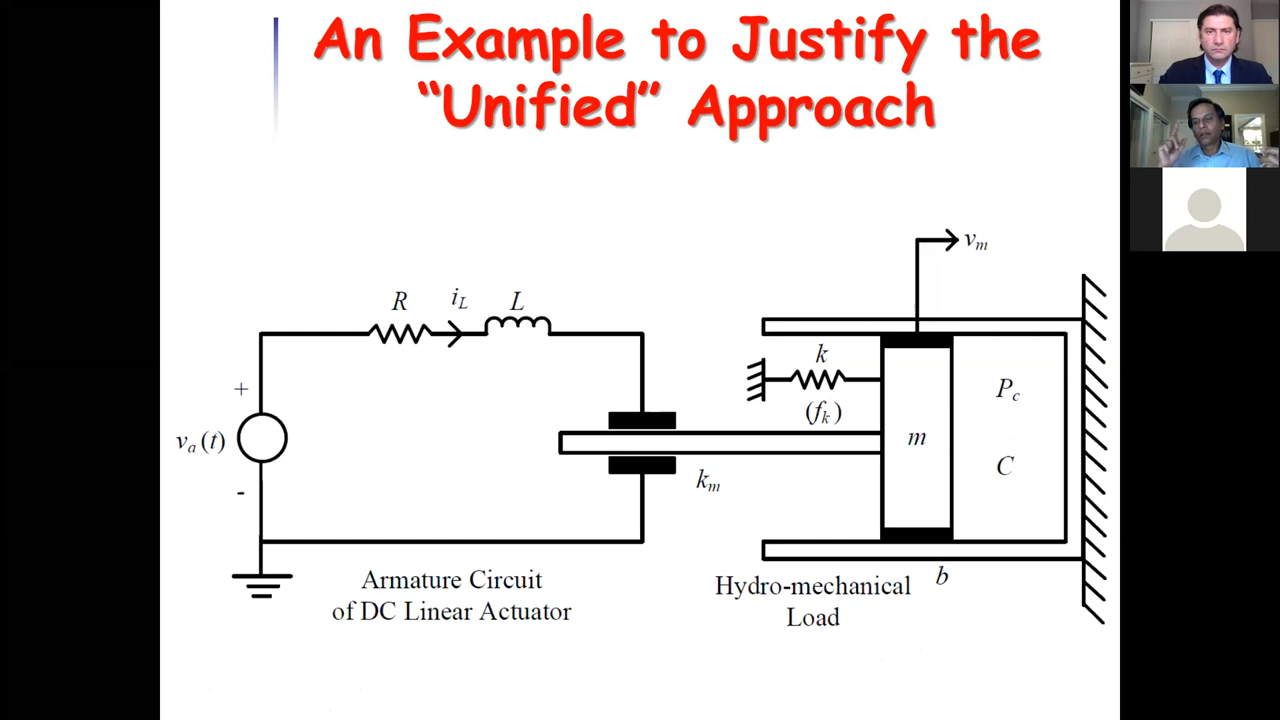 An Example to Justify the
“Unified” Approach
v_m
R
i_L
L
k
(f_k)
P_c
+
v_a(t)
m
C
k_m
-
Armature Circuit
of DC Linear Actuator
Hydro-mechanical
Load
b